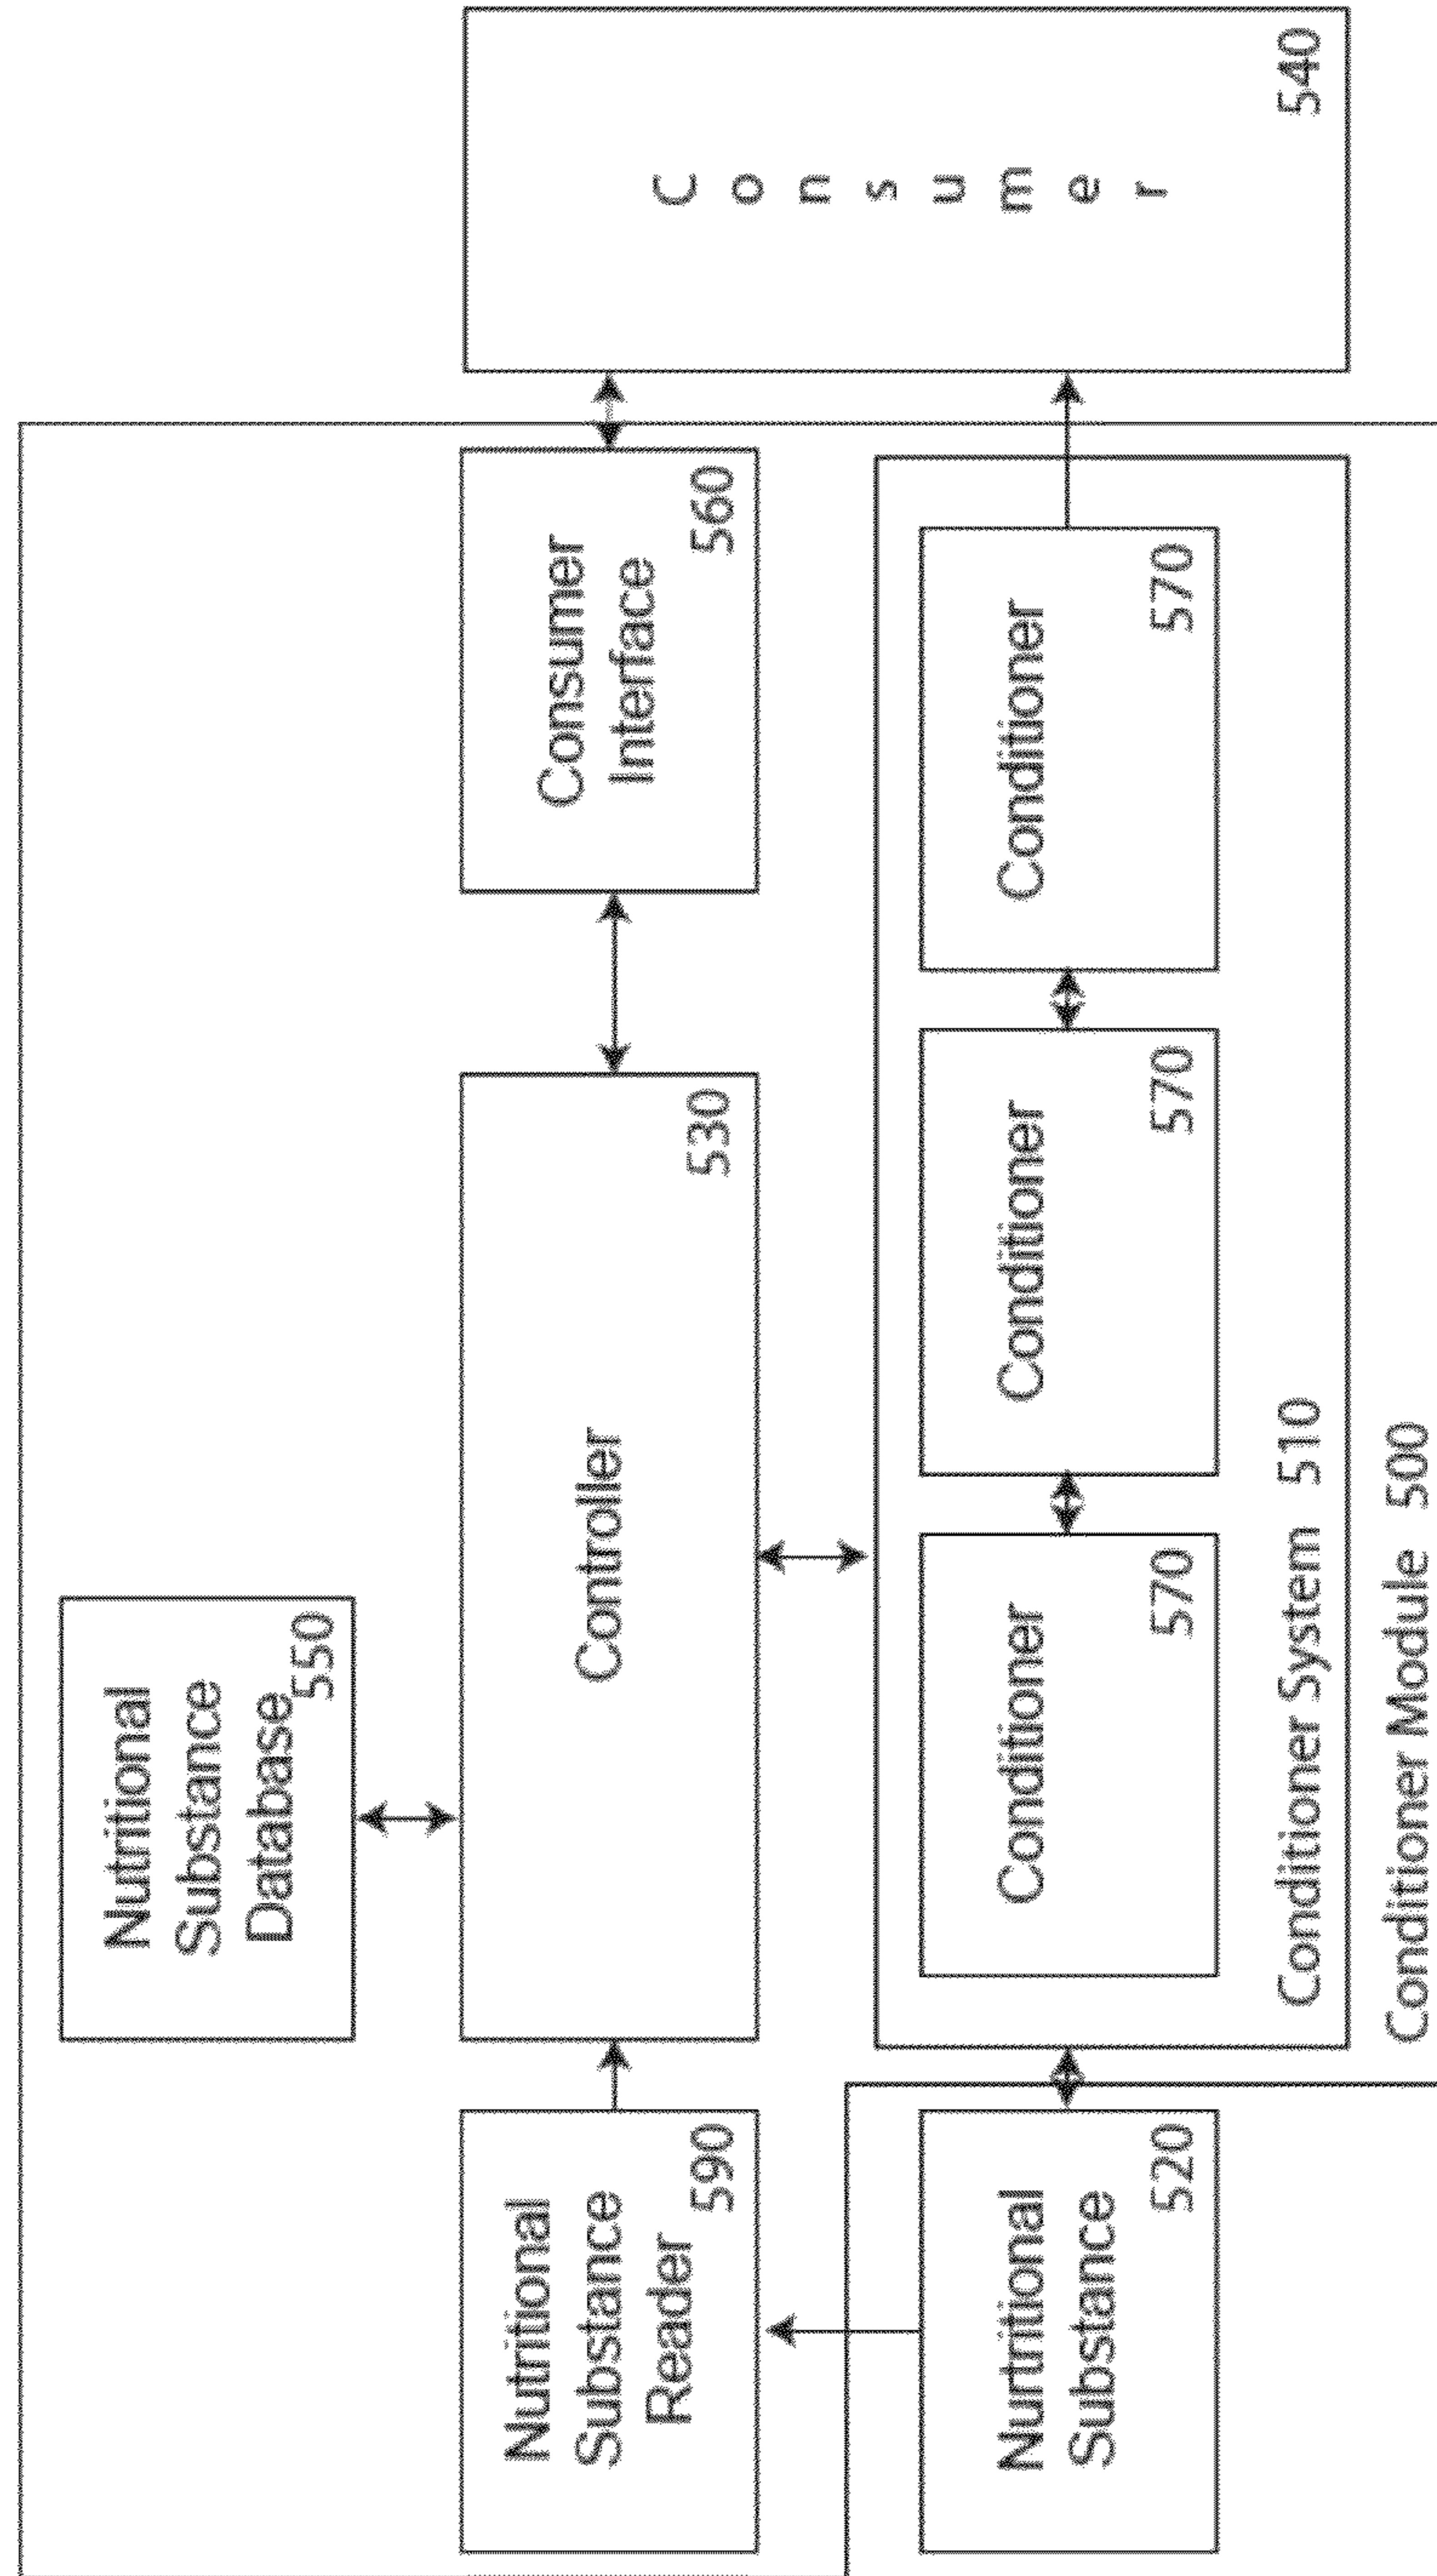 Nutritional
Substance
Database
550
Nutritional
Substance
Reader
590
Controller
530
Consumer
Interface
560
Consumer
540
Nurtritional
Substance
520
Conditioner
570
Conditioner
570
Conditioner
570
Conditioner System 510
Conditioner Module 500